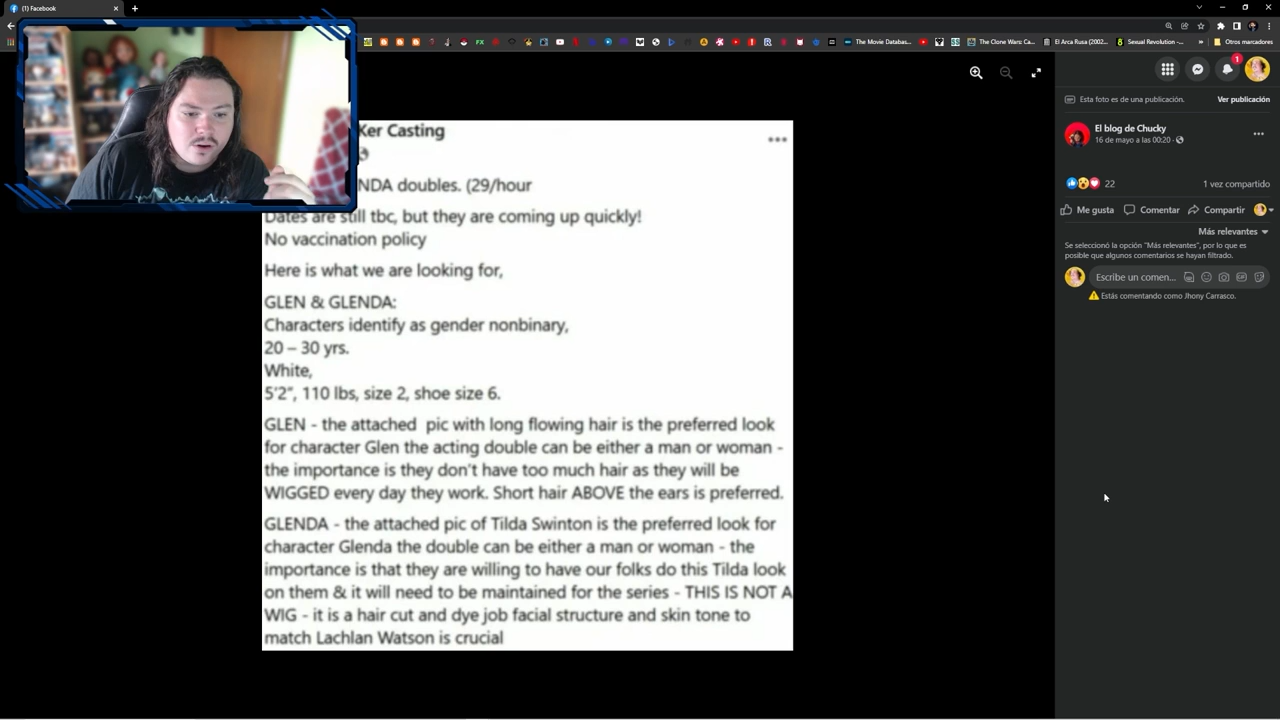 (1) Facebook
The Movie Databas...
The Clone Wars: Ca...
El Arca Rusa (2002...
Sexual Revolution -...
Otros marcadores
Ker Casting
NDA doubles. (29/hour
Dates are still tbc, but they are coming up quickly!
No vaccination policy
Here is what we are looking for,
GLEN & GLENDA:
Characters identify as gender nonbinary,
20 – 30 yrs.
White,
5'2", 110 lbs, size 2, shoe size 6.
GLEN - the attached pic with long flowing hair is the preferred look
for character Glen the acting double can be either a man or woman -
the importance is they don't have too much hair as they will be
WIGGED every day they work. Short hair ABOVE the ears is preferred.
GLENDA - the attached pic of Tilda Swinton is the preferred look for
character Glenda the double can be either a man or woman - the
importance is that they are willing to have our folks do this Tilda look
on them & it will need to be maintained for the series - THIS IS NOT A
WIG - it is a hair cut and dye job facial structure and skin tone to
match Lachlan Watson is crucial
1
Esta foto es de una publicación.
Ver publicación
El blog de Chucky
16 de mayo a las 00:20
22
1 vez compartido
Me gusta
Comentar
Compartir
Más relevantes
Se seleccionó la opción "Más relevantes", por lo que es
posible que algunos comentarios se hayan filtrado.
Escribe un comen...
Estás comentando como Jhony Carrasco.